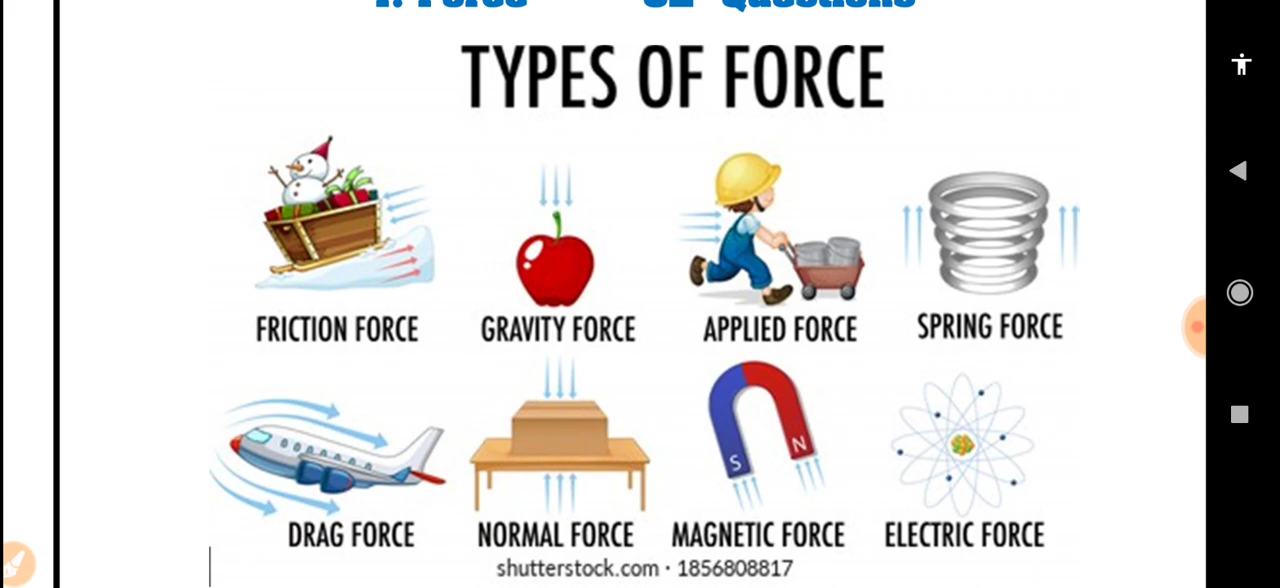 TYPES OF FORCE
FRICTION FORCE GRAVITY FORCE APPLIED FORCE SPRING FORCE
S N
DRAG FORCE NORMAL FORCE MAGNETIC FORCE ELECTRIC FORCE
shutterstock.com · 1856808817